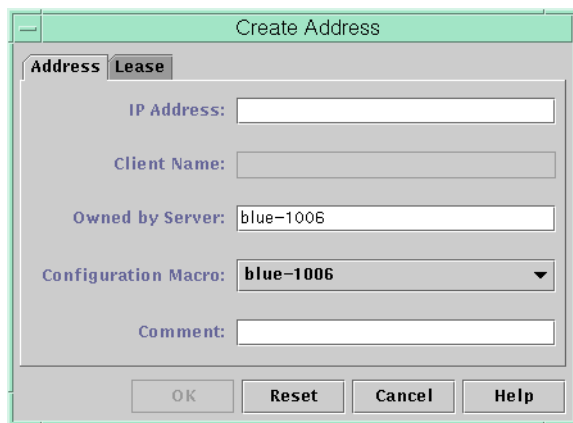 Create Address
Address Lease
IP Address:
Client Name:
Owned by Server: blue-1006
Configuration Macro: blue-1006
Comment:
OK Reset Cancel Help